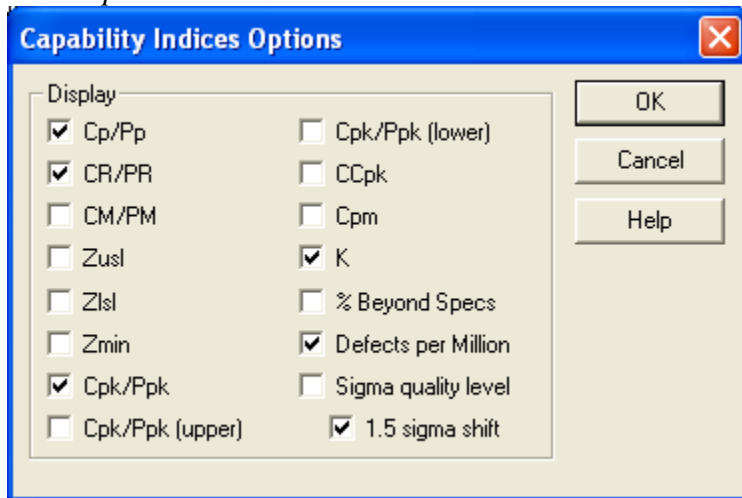 Capability Indices Options
Display
Cp/Pp
CR/PR
CM/PM
Zusl
Zlsl
Zmin
Cpk/Ppk
Cpk/Ppk (upper)
Cpk/Ppk (lower)
CCpk
Cpm
K
% Beyond Specs
Defects per Million
Sigma quality level
1.5 sigma shift
OK
Cancel
Help